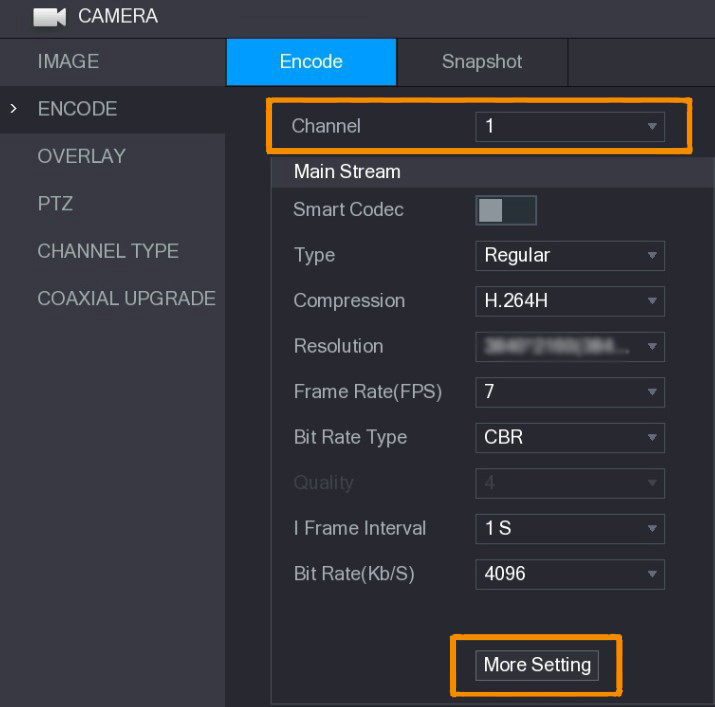 CAMERA
IMAGE
Encode
Snapshot
> ENCODE
Channel 1
OVERLAY
Main Stream
PTZ
Smart Codec
CHANNEL TYPE
Type Regular
COAXIAL UPGRADE
Compression H.264H
Resolution
Frame Rate(FPS) 7
Bit Rate Type CBR
Quality 4
I Frame Interval 1 S
Bit Rate(Kb/S) 4096
More Setting